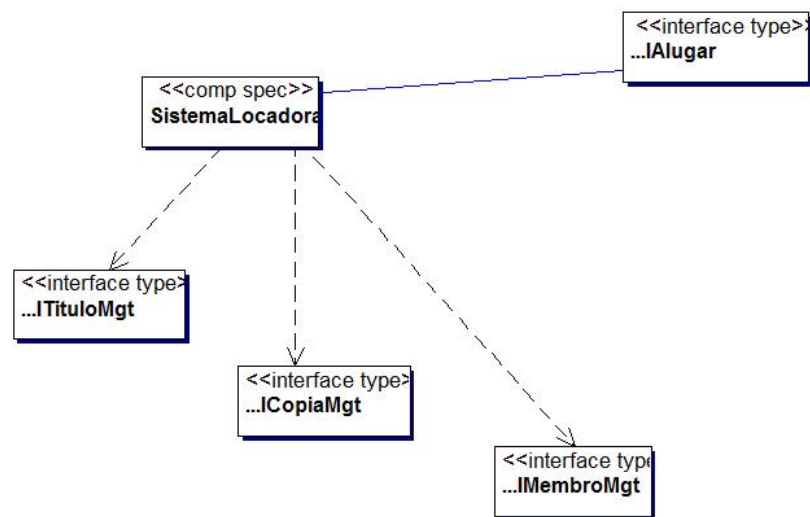 <<interface type>>
...IAlugar
<<comp spec>>
SistemaLocadora
<<interface type>
...ITituloMgt
<<interface type>
...ICopiaMgt
<<interface type
...IMembroMgt